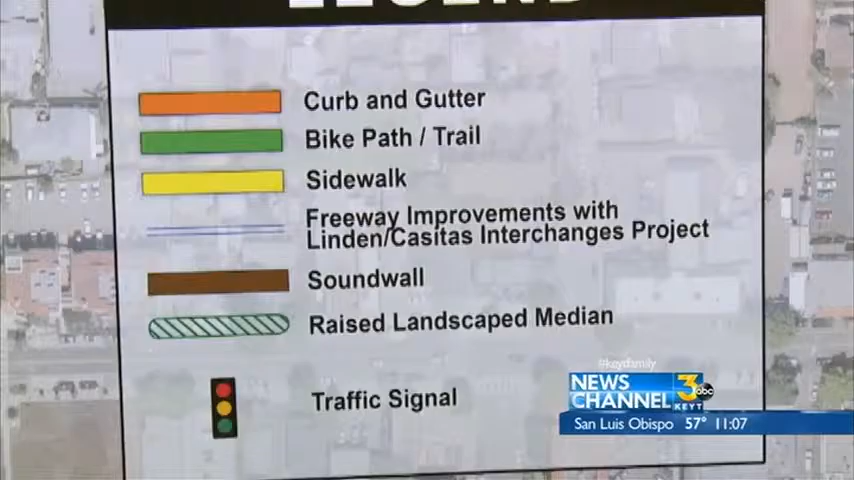 LEGEND
Curb and Gutter
Bike Path / Trail
Sidewalk
Freeway Improvements with
Linden/Casitas Interchanges Project
Soundwall
Raised Landscaped Median
Traffic Signal
#keytfamily
NEWS
CHANNEL 3 abc
KEYT
San Luis Obispo 57° 11:07